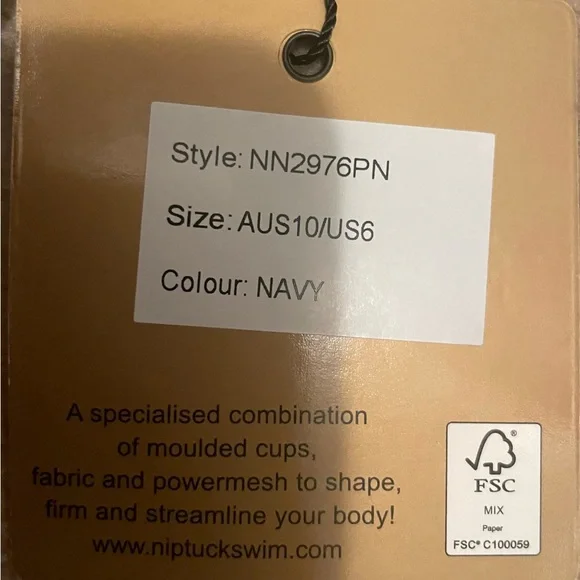 Style: NN2976PN
Size: AUS10/US6
Colour: NAVY
A specialised combination
of moulded cups,
fabric and powermesh to shape,
firm and streamline your body!
www.niptuckswim.com
®
FSC
MIX
Paper
FSC® C100059